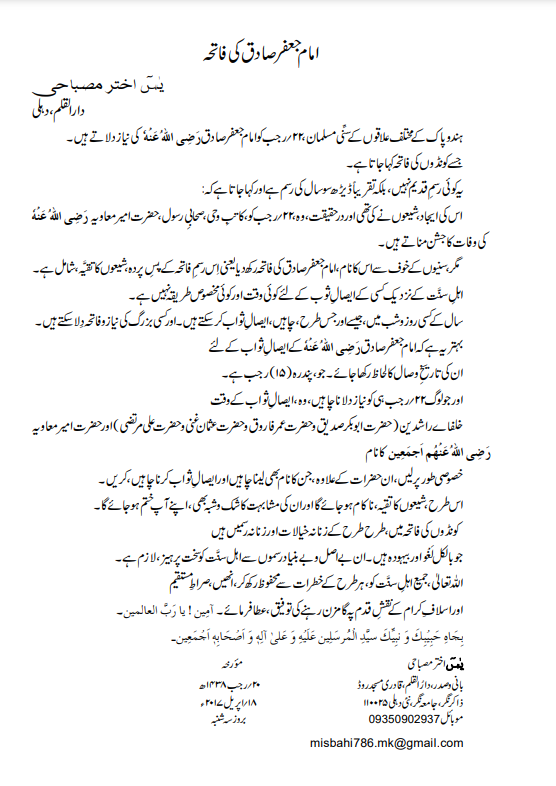 امام جعفر صادق کی فاتحہ
یٰسٓ اختر مصباحی
دار القلم، دہلی
ہندو پاک کے مختلف علاقوں کے سنّی مسلمان، ۲۲؍رجب کو امام جعفر صادق رَضِی اللہُ عَنْہُ کی نیاز دلاتے ہیں۔
جسے کونڈوں کی فاتحہ کہا جاتا ہے۔
یہ کوئی رسمِ قدیم نہیں، بلکہ تقریباً ڈیڑھ سو سال کی رسم ہے اور کہا جاتا ہے کہ:
اس کی ایجاد، شیعوں نے کی تھی اور درحقیقت، وہ، ۲۲؍رجب کو، کاتبِ وحی، صحابیِ رسول، حضرت امیر معاویہ رَضِی اللہُ عَنْہُ
کی وفات کا جشن مناتے ہیں۔
مگر سنیوں کے خوف سے اس کا نام، امام جعفر صادق کی فاتحہ رکھ دیا یعنی اس رسمِ فاتحہ کے پسِ پردہ، شیعوں کا تقیَّہ، شامل ہے۔
اہلِ سنَّت کے نزدیک کسی کے ایصالِ ثواب کے لئے کوئی وقت اور کوئی مخصوص طریقہ نہیں ہے۔
سال کے کسی روز و شب میں، جیسے اور جس طرح، چاہیں، ایصالِ ثواب کر سکتے ہیں۔ اور کسی بزرگ کی نیاز و فاتحہ دِلا سکتے ہیں۔
بہتر یہ ہے کہ امام جعفر صادق رَضِی اللہُ عَنْہُ کے ایصالِ ثواب کے لئے
ان کی تاریخِ وصال کا لحاظ رکھا جائے۔ جو، پندرہ (۱۵) رجب ہے۔
اور جو لوگ ۲۲؍رجب ہی کو نیاز دلانا چاہیں، وہ، ایصالِ ثواب کے وقت
خلفاے راشدین (حضرت ابو بکر صدیق و حضرت عمر فاروق و حضرت عثمان غنی و حضرت علی مرتضیٰ) اور حضرت امیر معاویہ
رَضِی اللہُ عَنْہُم اَجمَعِین کا نام
خصوصی طور پر لیں، ان حضرات کے علاوہ، جن کا نام بھی لینا چاہیں اور ایصالِ ثواب کرنا چاہیں، کریں۔
اس طرح، شیعوں کا تقیہ، ناکام ہو جائے گا اور ان کی مشابہت کا شک و شبہ بھی، اپنے آپ ختم ہو جائے گا۔
کونڈوں کی فاتحہ میں، طرح طرح کے زنانہ خیالات اور زنانہ رسمیں ہیں
جو بالکل لغو اور بیہودہ ہیں۔ ان بے اصل و بے بنیاد رسموں سے اہلِ سنَّت کو سخت پرہیز، لازم ہے۔
اللہ تعالیٰ، جمیع اہلِ سنَّت کو، ہر طرح کے خطرات سے محفوظ رکھ کر، انھیں، صراطِ مستقیم
اور اسلافِ کرام کے نقشِ قدم پہ گامزن رہنے کی توفیق، عطا فرمائے۔ آمین! یا رَبَّ العالمین۔
بِجَاہِ حَبِیبِکَ وَ نَبِیِّکَ سیِّدِ الْمُرسَلِین عَلَیْہِ وَ عَلیٰ آلِہٖ وَ اَصْحَابِہٖ اَجْمَعِین۔
یٰسٓ اختر مصباحی
مؤرخہ
بانی و صدر، دارُ القلم، قادری مسجد روڈ
۲۰؍رجب ۱۴۳۸ھ
ذاکر نگر، جامعہ نگر، نئی دہلی ۱۱۰۰۲۵
۱۸؍اپریل ۲۰۱۷ء
موبائل 09350902937
بروز سہ شنبہ
misbahi786.mk@gmail.com